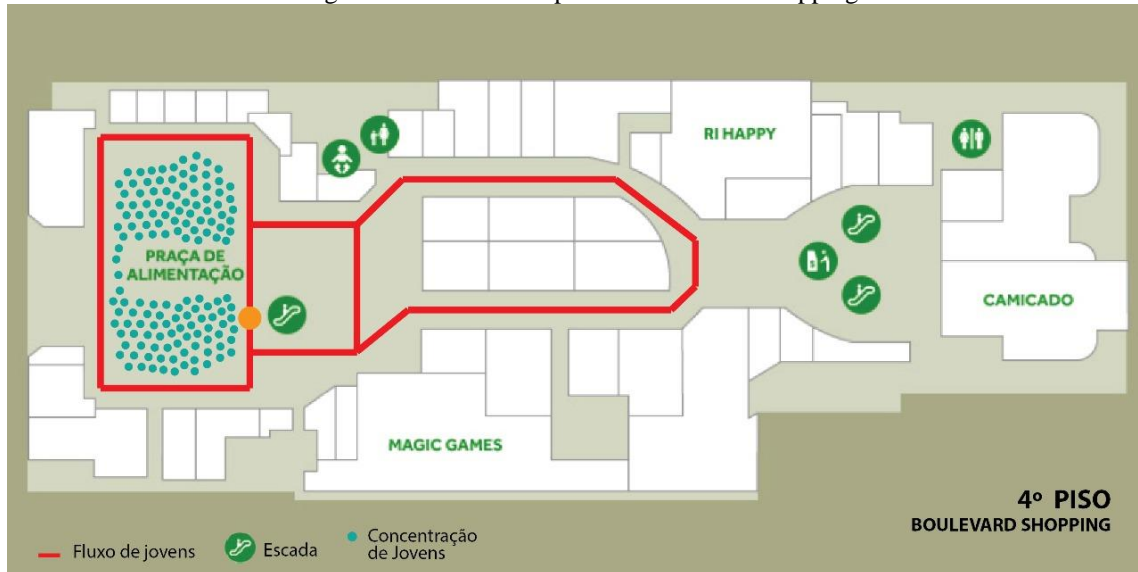 RI HAPPY
PRAÇA DE
ALIMENTAÇÃO
CAMICADO
MAGIC GAMES
4º PISO
BOULEVARD SHOPPING
Fluxo de jovens
Escada
Concentração
de Jovens